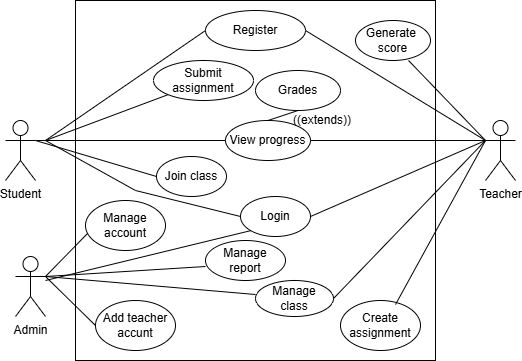 Register
Generate
score
Submit
assignment
Grades
((extends))
View progress
Student
Teacher
Join class
Manage
account
Login
Manage
report
Manage
class
Admin
Add teacher
accunt
Create
assignment